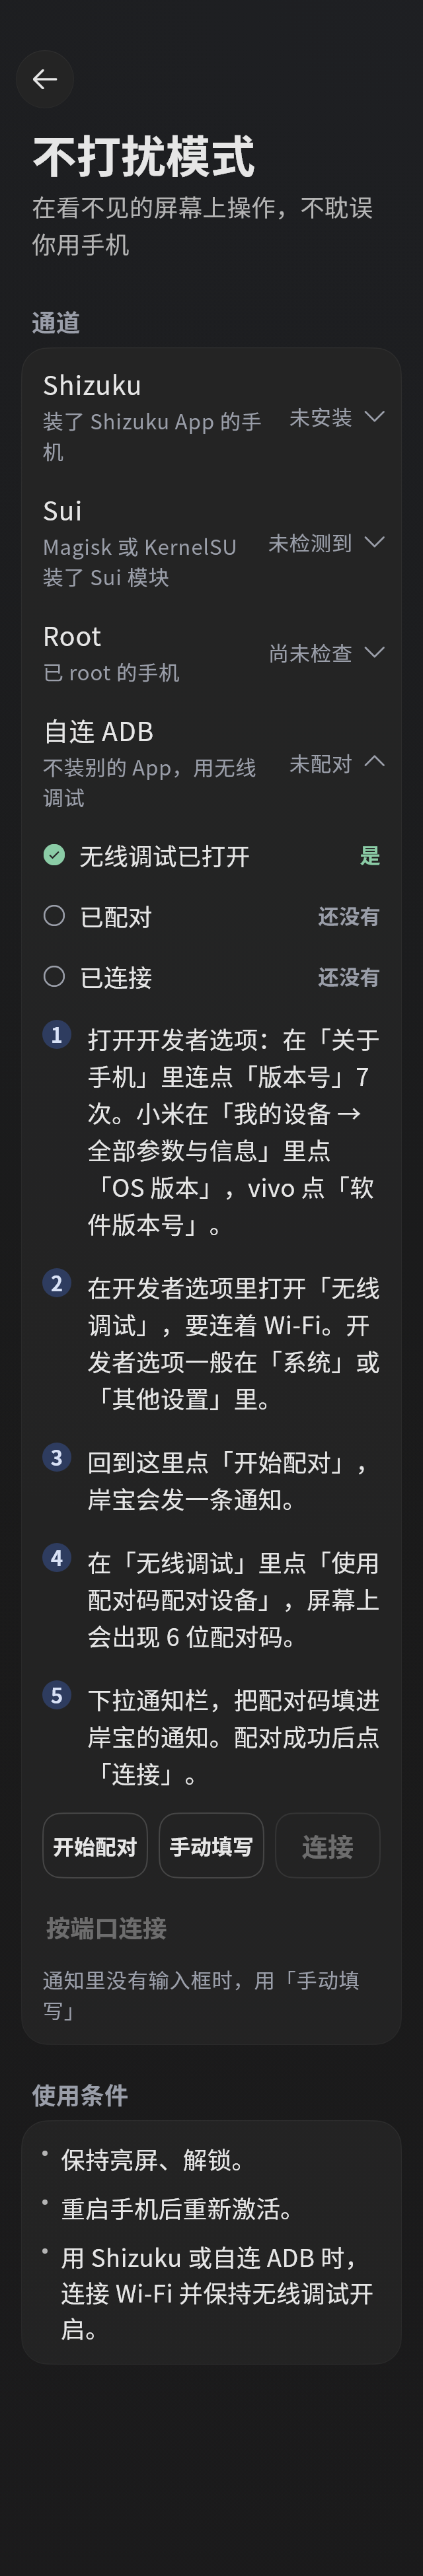 不打扰模式
在看不见的屏幕上操作，不耽误
你用手机
通道
Shizuku
装了 Shizuku App 的手
机
未安装
Sui
Magisk 或 KernelSU
装了 Sui 模块
未检测到
Root
已 root 的手机
尚未检查
自连 ADB
不装别的 App，用无线
调试
未配对
无线调试已打开
是
已配对
还没有
已连接
还没有
1
打开开发者选项：在「关于
手机」里连点「版本号」7
次。小米在「我的设备 →
全部参数与信息」里点
「OS 版本」，vivo 点「软
件版本号」。
2
在开发者选项里打开「无线
调试」，要连着 Wi-Fi。开
发者选项一般在「系统」或
「其他设置」里。
3
回到这里点「开始配对」，
岸宝会发一条通知。
4
在「无线调试」里点「使用
配对码配对设备」，屏幕上
会出现 6 位配对码。
5
下拉通知栏，把配对码填进
岸宝的通知。配对成功后点
「连接」。
开始配对
手动填写
连接
按端口连接
通知里没有输入框时，用「手动填
写」
使用条件
• 保持亮屏、解锁。
• 重启手机后重新激活。
• 用 Shizuku 或自连 ADB 时，
连接 Wi-Fi 并保持无线调试开
启。